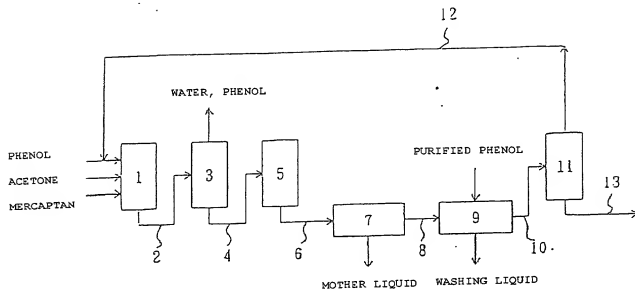 12
WATER, PHENOL
PHENOL
ACETONE
MERCAPTAN
1
3
5
PURIFIED PHENOL
11
13
7
9
2
4
6
8
10.
MOTHER LIQUID
WASHING LIQUID